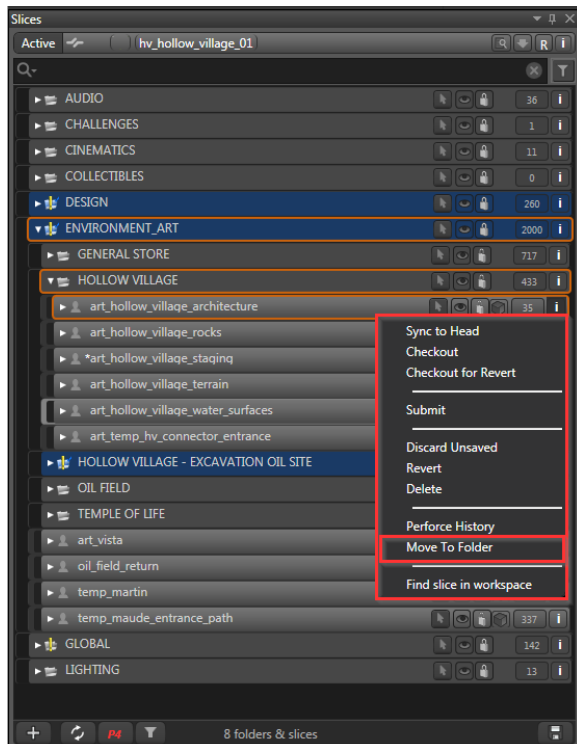 Slices
Active hv_hollow_village_01 R i
AUDIO 36 i
CHALLENGES 1 i
CINEMATICS 11 i
COLLECTIBLES 0 i
DESIGN 260 i
ENVIRONMENT_ART 2000 i
GENERAL STORE 717 i
HOLLOW VILLAGE 433 i
art_hollow_village_architecture 35 i
art_hollow_village_rocks
*art_hollow_village_staging
art_hollow_village_terrain
art_hollow_village_water_surfaces
art_temp_hv_connector_entrance
HOLLOW VILLAGE - EXCAVATION OIL SITE
OIL FIELD
TEMPLE OF LIFE
art_vista
oil_field_return
temp_martin
temp_maude_entrance_path 337 i
GLOBAL 142 i
LIGHTING 13 i
Sync to Head
Checkout
Checkout for Revert
Submit
Discard Unsaved
Revert
Delete
Perforce History
Move To Folder
Find slice in workspace
P4 8 folders & slices